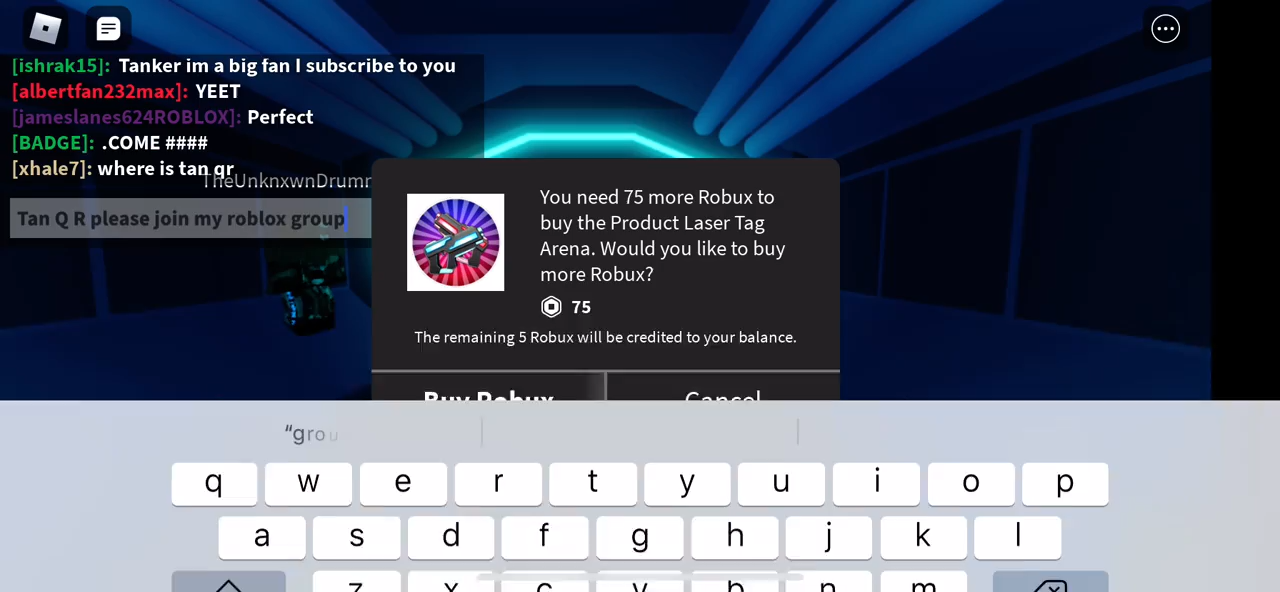 [ishrak15]: Tanker im a big fan I subscribe to you
[albertfan232max]: YEET
[jameslanes624ROBLOX]: Perfect
[BADGE]: .COME ####
[xhale7]: where is tan qr
TheUnknxwnDrumr
Tan Q R please join my roblox group
You need 75 more Robux to
buy the Product Laser Tag
Arena. Would you like to buy
more Robux?
75
The remaining 5 Robux will be credited to your balance.
Buy Robux
Cancel
“grou
q w e r t y u i o p
a s d f g h j k l
z x c v b n m